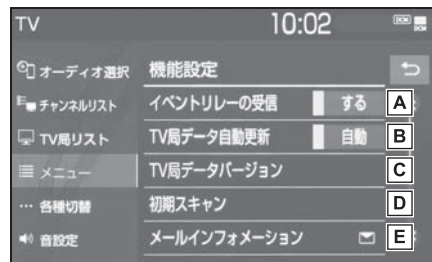 TV 10:02
オーディオ選択
機能設定
チャンネルリスト
イベントリレーの受信 する A
TV局リスト
TV局データ自動更新 自動 B
メニュー
TV局データバージョン C
各種切替
初期スキャン D
音設定
メールインフォメーション E